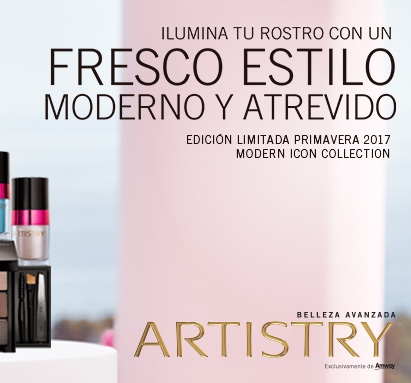 ILUMINA TU ROSTRO CON UN
FRESCO ESTILO
MODERNO Y ATREVIDO
EDICIÓN LIMITADA PRIMAVERA 2017
MODERN ICON COLLECTION
ARTISTRY
BELLEZA AVANZADA
ARTISTRY
Exclusivamente de Amway